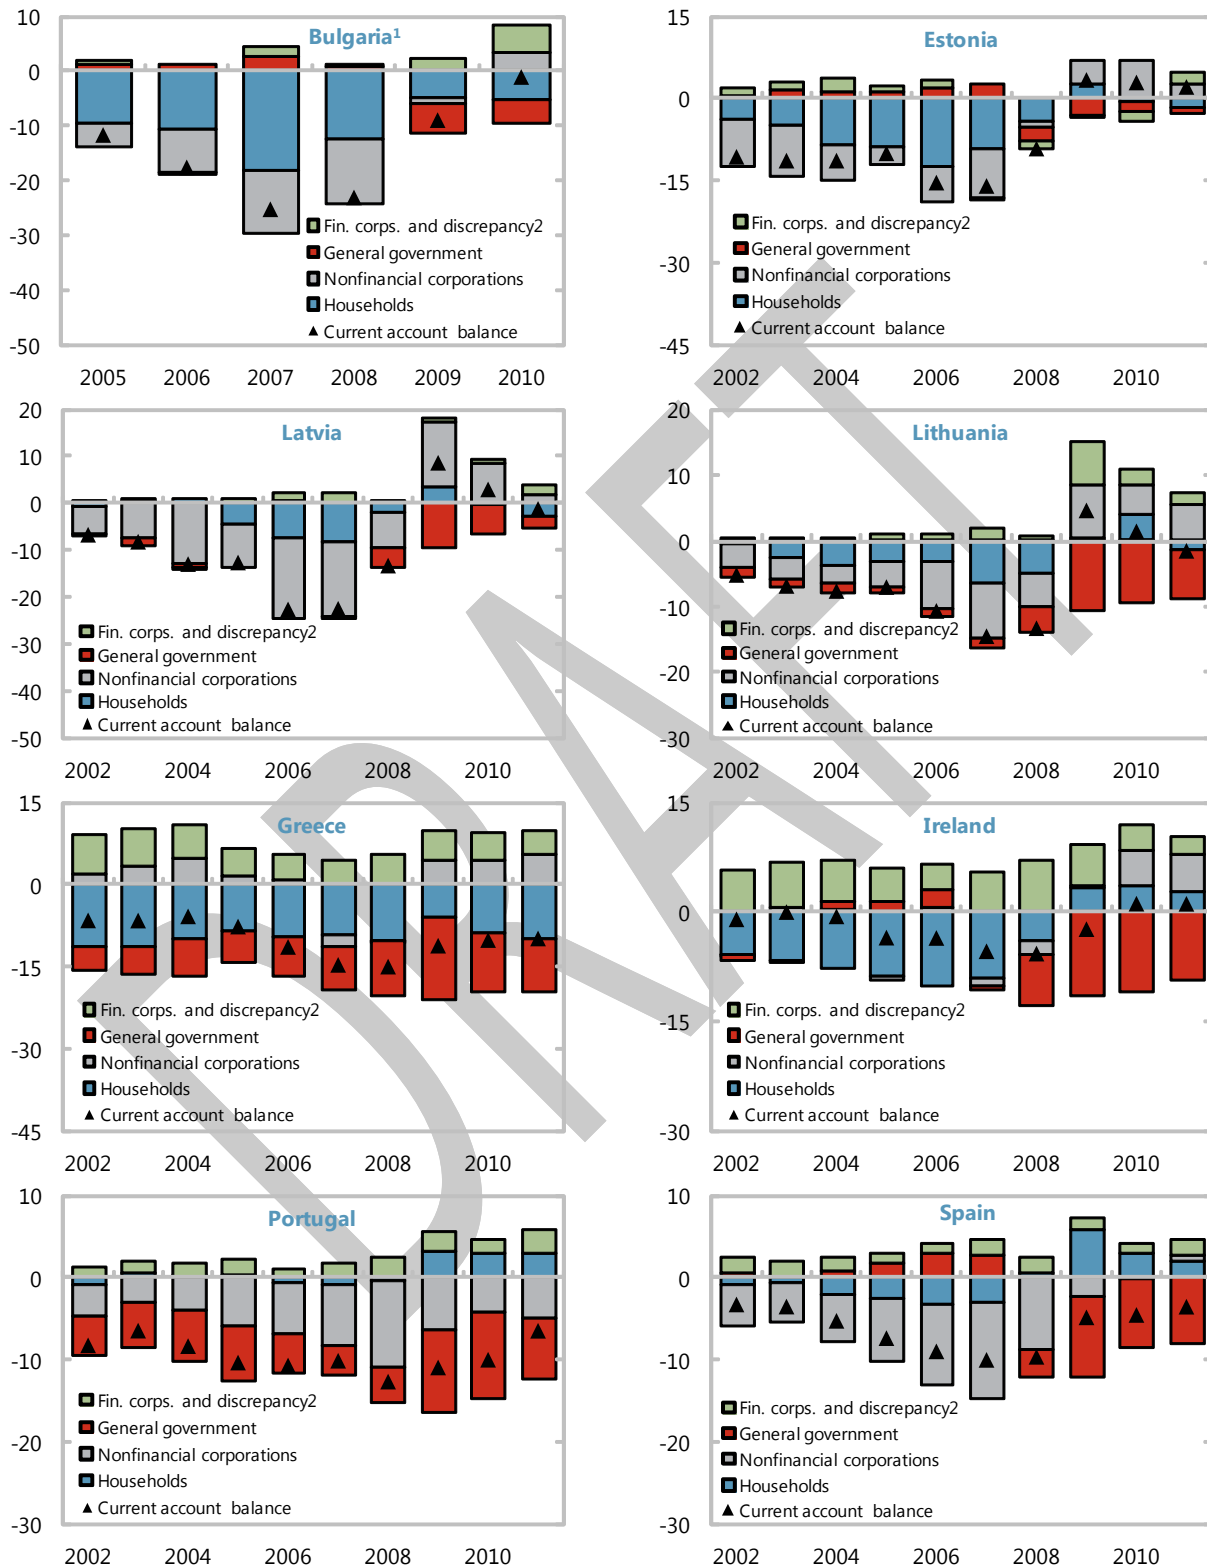 10
0
-10
-20
-30
-40
-50
Bulgaria¹
Fin. corps. and discrepancy2
General government
Nonfinancial corporations
Households
Current account balance
2005 2006 2007 2008 2009 2010
15
0
-15
-30
-45
Estonia
Fin. corps. and discrepancy2
General government
Nonfinancial corporations
Households
Current account balance
2002 2004 2006 2008 2010
20
10
0
-10
-20
-30
-40
-50
Latvia
Fin. corps. and discrepancy2
General government
Nonfinancial corporations
Households
Current account balance
2002 2004 2006 2008 2010
20
10
0
-10
-20
-30
Lithuania
Fin. corps. and discrepancy2
General government
Nonfinancial corporations
Households
Current account balance
2002 2004 2006 2008 2010
15
0
-15
-30
-45
Greece
Fin. corps. and discrepancy2
General government
Nonfinancial corporations
Households
Current account balance
2002 2004 2006 2008 2010
15
0
-15
-30
Ireland
Fin. corps. and discrepancy2
General government
Nonfinancial corporations
Households
Current account balance
2002 2004 2006 2008 2010
10
0
-10
-20
-30
Portugal
Fin. corps. and discrepancy2
General government
Nonfinancial corporations
Households
Current account balance
2002 2004 2006 2008 2010
10
0
-10
-20
-30
Spain
Fin. corps. and discrepancy2
General government
Nonfinancial corporations
Households
Current account balance
2002 2004 2006 2008 2010
DRAFT